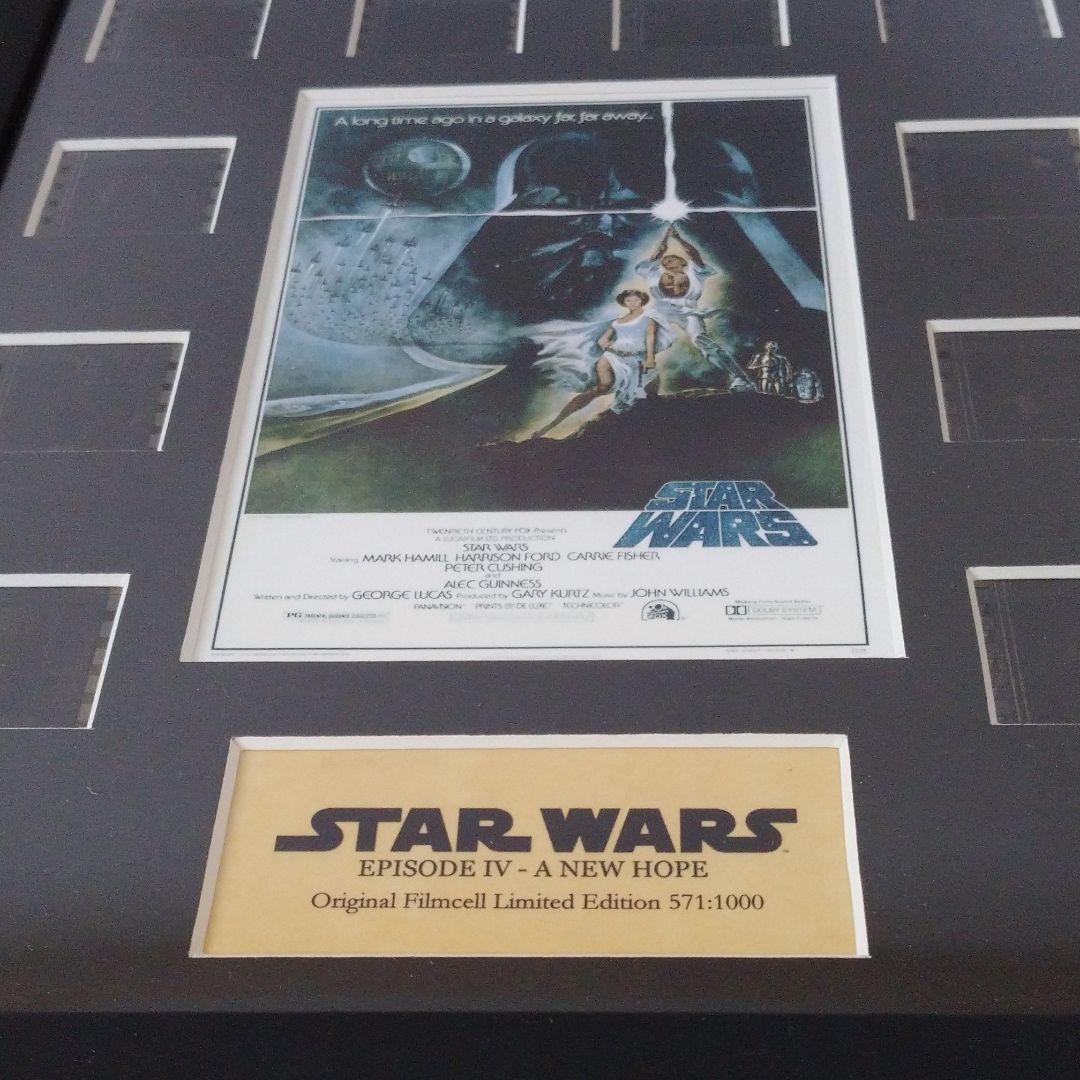 A long time ago in a galaxy far, far away...
STAR
WARS
TWENTIETH CENTURY FOX Presents
A LUCASFILM LTD PRODUCTION
STAR WARS
Starring MARK HAMILL HARRISON FORD CARRIE FISHER
PETER CUSHING
and
ALEC GUINNESS
Written and Directed by GEORGE LUCAS Produced by GARY KURTZ Music by JOHN WILLIAMS
PANAVISION® PRINTS BY DE LUXE® TECHNICOLOR®
PG PARENTAL GUIDANCE SUGGESTED
DOLBY SYSTEM
STAR WARS
EPISODE IV - A NEW HOPE
Original Filmcell Limited Edition 571:1000